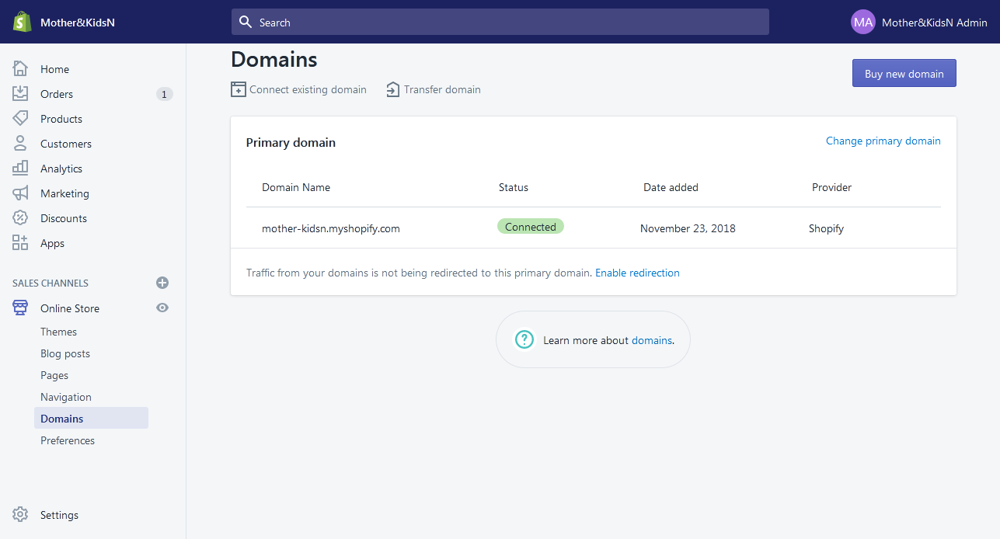 Mother&KidsN
Search
MA Mother&KidsN Admin
Home
Orders 1
Products
Customers
Analytics
Marketing
Discounts
Apps
SALES CHANNELS
Online Store
Themes
Blog posts
Pages
Navigation
Domains
Preferences
Settings
Domains
Connect existing domain Transfer domain
Buy new domain
Primary domain Change primary domain
Domain Name Status Date added Provider
mother-kidsn.myshopify.com Connected November 23, 2018 Shopify
Traffic from your domains is not being redirected to this primary domain. Enable redirection
Learn more about domains.